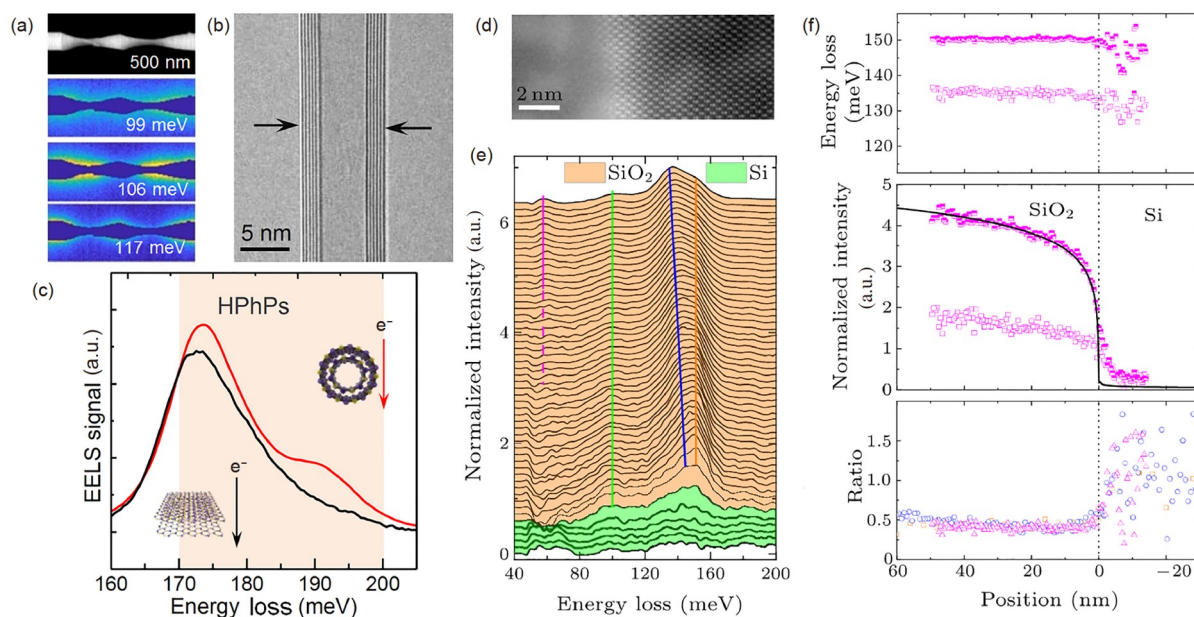 (a)
500 nm
99 meV
106 meV
117 meV
(b)
5 nm
(c)
HPhPs
e⁻
e⁻
EELS signal (a.u.)
160 170 180 190 200
Energy loss (meV)
(d)
2 nm
(e)
SiO₂ Si
Normalized intensity (a.u.)
6
4
2
0
40 80 120 160 200
Energy loss (meV)
(f)
Energy loss
meV
150
140
130
120
Normalized intensity
a.u.
5
4
3
2
1
0
SiO₂ Si
Ratio
1.5
1.0
0.5
0
60 40 20 0 −20
Position (nm)